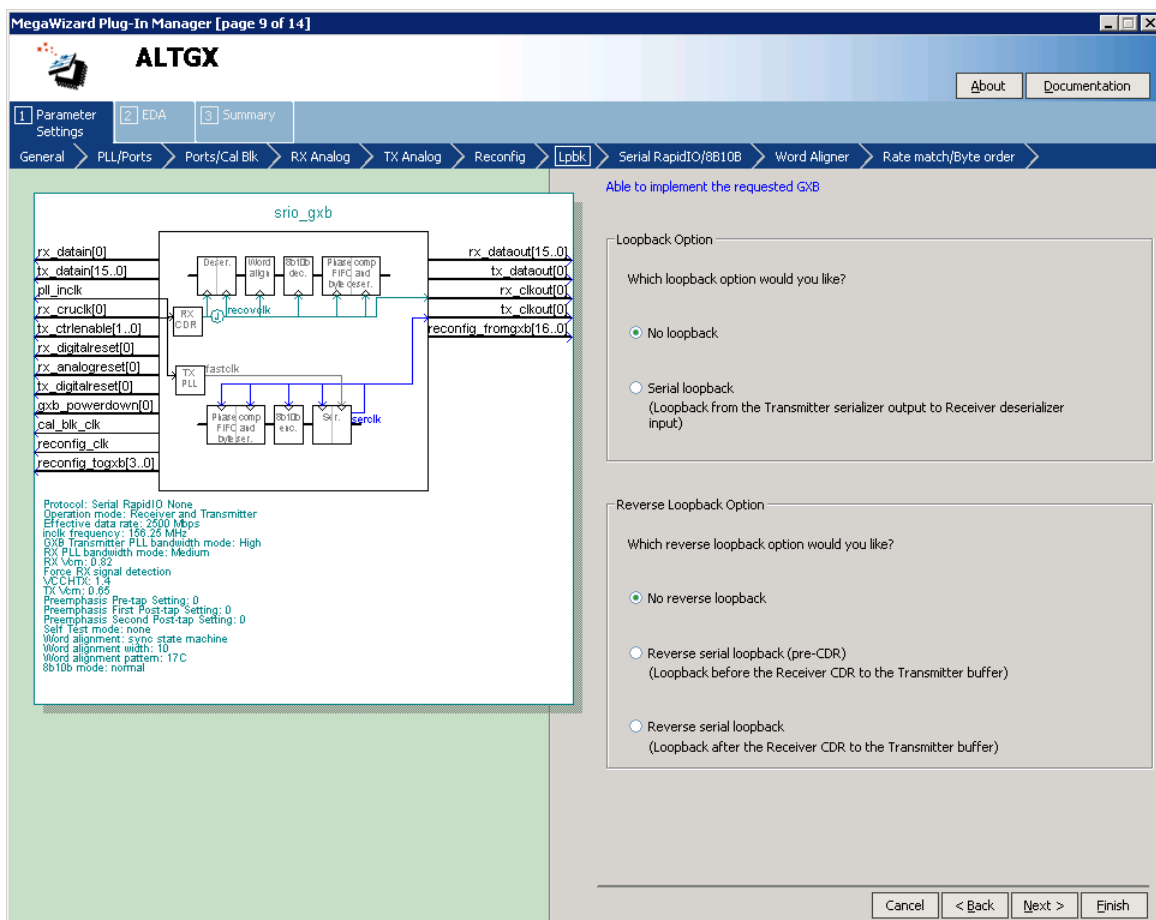 MegaWizard Plug-In Manager [page 9 of 14]
ALTGX
About
Documentation
1 Parameter Settings
2 EDA
3 Summary
General
PLL/Ports
Ports/Cal Blk
RX Analog
TX Analog
Reconfig
Lpbk
Serial RapidIO/8B10B
Word Aligner
Rate match/Byte order
srio_gxb
rx_datain[0]
tx_datain[15..0]
pll_inclk
rx_cruclk[0]
tx_ctrlenable[1..0]
rx_digitalreset[0]
rx_analogreset[0]
tx_digitalreset[0]
gxb_powerdown[0]
cal_blk_clk
reconfig_clk
reconfig_togxb[3..0]
Deser.
Word align
8b10b dec.
Phase comp FIFO and byte deser.
RX CDR
recovclk
TX PLL
fastclk
Phase comp FIFO and byte ser.
8b10b enc.
Ser.
serclk
rx_dataout[15..0]
tx_dataout[0]
rx_clkout[0]
tx_clkout[0]
reconfig_fromgxb[16..0]
Protocol: Serial RapidIO None
Operation mode: Receiver and Transmitter
Effective data rate: 2500 Mbps
inclk frequency: 156.25 MHz
GXB Transmitter PLL bandwidth mode: High
RX PLL bandwidth mode: Medium
RX Vcm: 0.82
Force RX signal detection
VCCHTX: 1.4
TX Vcm: 0.65
Preemphasis Pre-tap Setting: 0
Preemphasis First Post-tap Setting: 0
Preemphasis Second Post-tap Setting: 0
Self Test mode: none
Word alignment: sync state machine
Word alignment width: 10
Word alignment pattern: 17C
8b10b mode: normal
Able to implement the requested GXB
Loopback Option
Which loopback option would you like?
No loopback
Serial loopback
(Loopback from the Transmitter serializer output to Receiver deserializer
input)
Reverse Loopback Option
Which reverse loopback option would you like?
No reverse loopback
Reverse serial loopback (pre-CDR)
(Loopback before the Receiver CDR to the Transmitter buffer)
Reverse serial loopback
(Loopback after the Receiver CDR to the Transmitter buffer)
Cancel
< Back
Next >
Finish